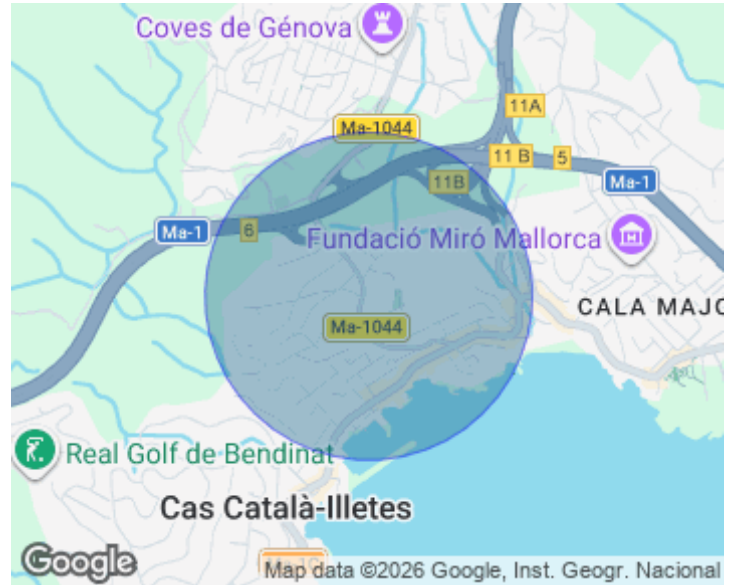 Coves de Génova
11A
Ma-1044
11 B
5
11B
Ma-1
Ma-1
6
Fundació Miró Mallorca
CALA MAJO
Ma-1044
Real Golf de Bendinat
Cas Català-Illetes
Google
Map data ©2026 Google, Inst. Geogr. Nacional